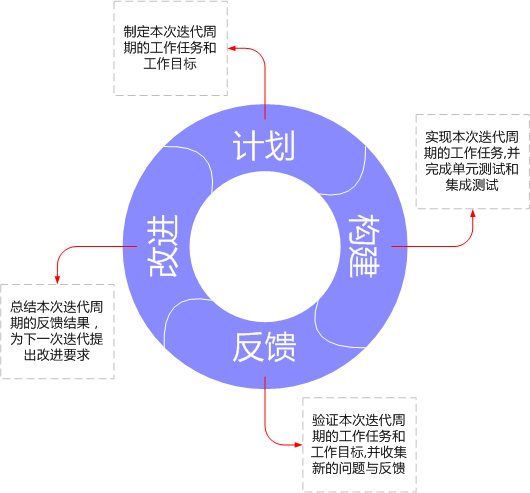 制定本次迭代周
期的工作任务和
工作目标
计划
实现本次迭代周
期的工作任务,并
完成单元测试和
集成测试
构建
改进
总结本次迭代周
期的反馈结果，
为下一次迭代提
出改进要求
反馈
验证本次迭代周
期的工作任务和
工作目标,并收集
新的问题与反馈